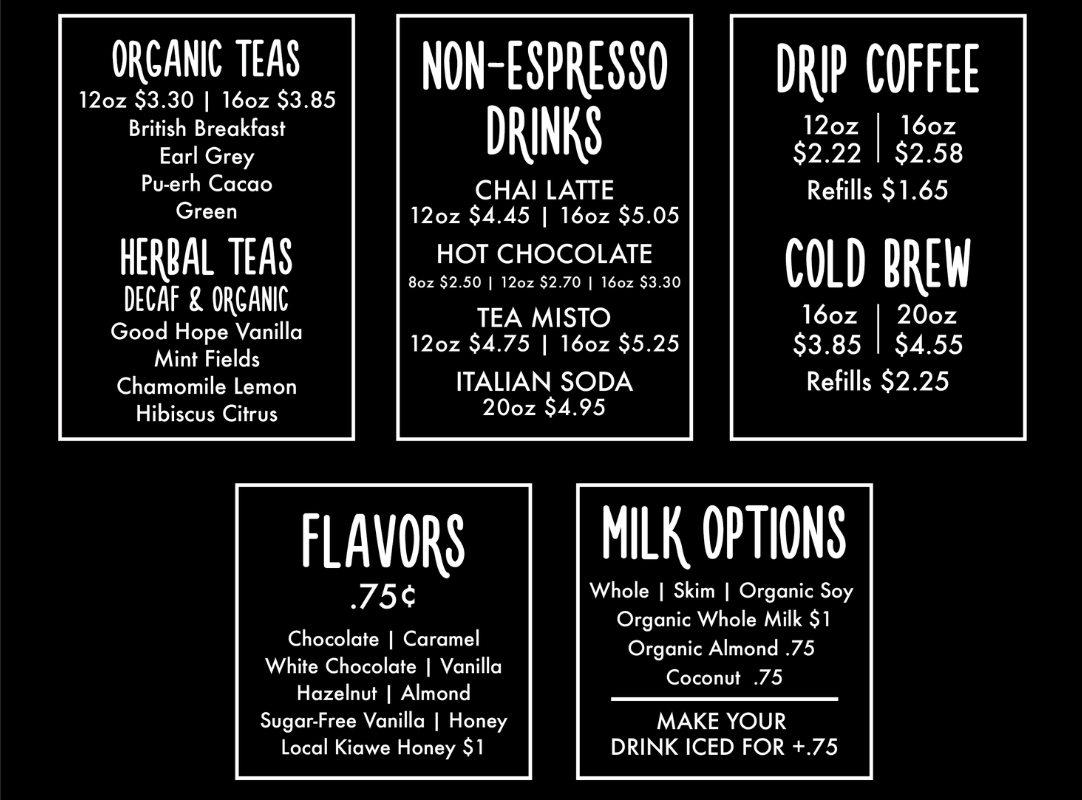 ORGANIC TEAS
12oz $3.30 | 16oz $3.85
British Breakfast
Earl Grey
Pu-erh Cacao
Green
HERBAL TEAS
DECAF & ORGANIC
Good Hope Vanilla
Mint Fields
Chamomile Lemon
Hibiscus Citrus
NON-ESPRESSO
DRINKS
CHAI LATTE
12oz $4.45 | 16oz $5.05
HOT CHOCOLATE
8oz $2.50 | 12oz $2.70 | 16oz $3.30
TEA MISTO
12oz $4.75 | 16oz $5.25
ITALIAN SODA
20oz $4.95
DRIP COFFEE
12oz | 16oz
$2.22 | $2.58
Refills $1.65
COLD BREW
16oz | 20oz
$3.85 | $4.55
Refills $2.25
FLAVORS
.75¢
Chocolate | Caramel
White Chocolate | Vanilla
Hazelnut | Almond
Sugar-Free Vanilla | Honey
Local Kiawe Honey $1
MILK OPTIONS
Whole | Skim | Organic Soy
Organic Whole Milk $1
Organic Almond .75
Coconut .75
MAKE YOUR
DRINK ICED FOR +.75